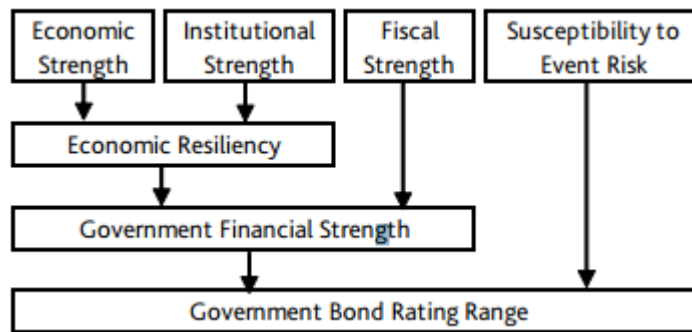 Economic
Strength
Institutional
Strength
Fiscal
Strength
Susceptibility to
Event Risk
Economic Resiliency
Government Financial Strength
Government Bond Rating Range